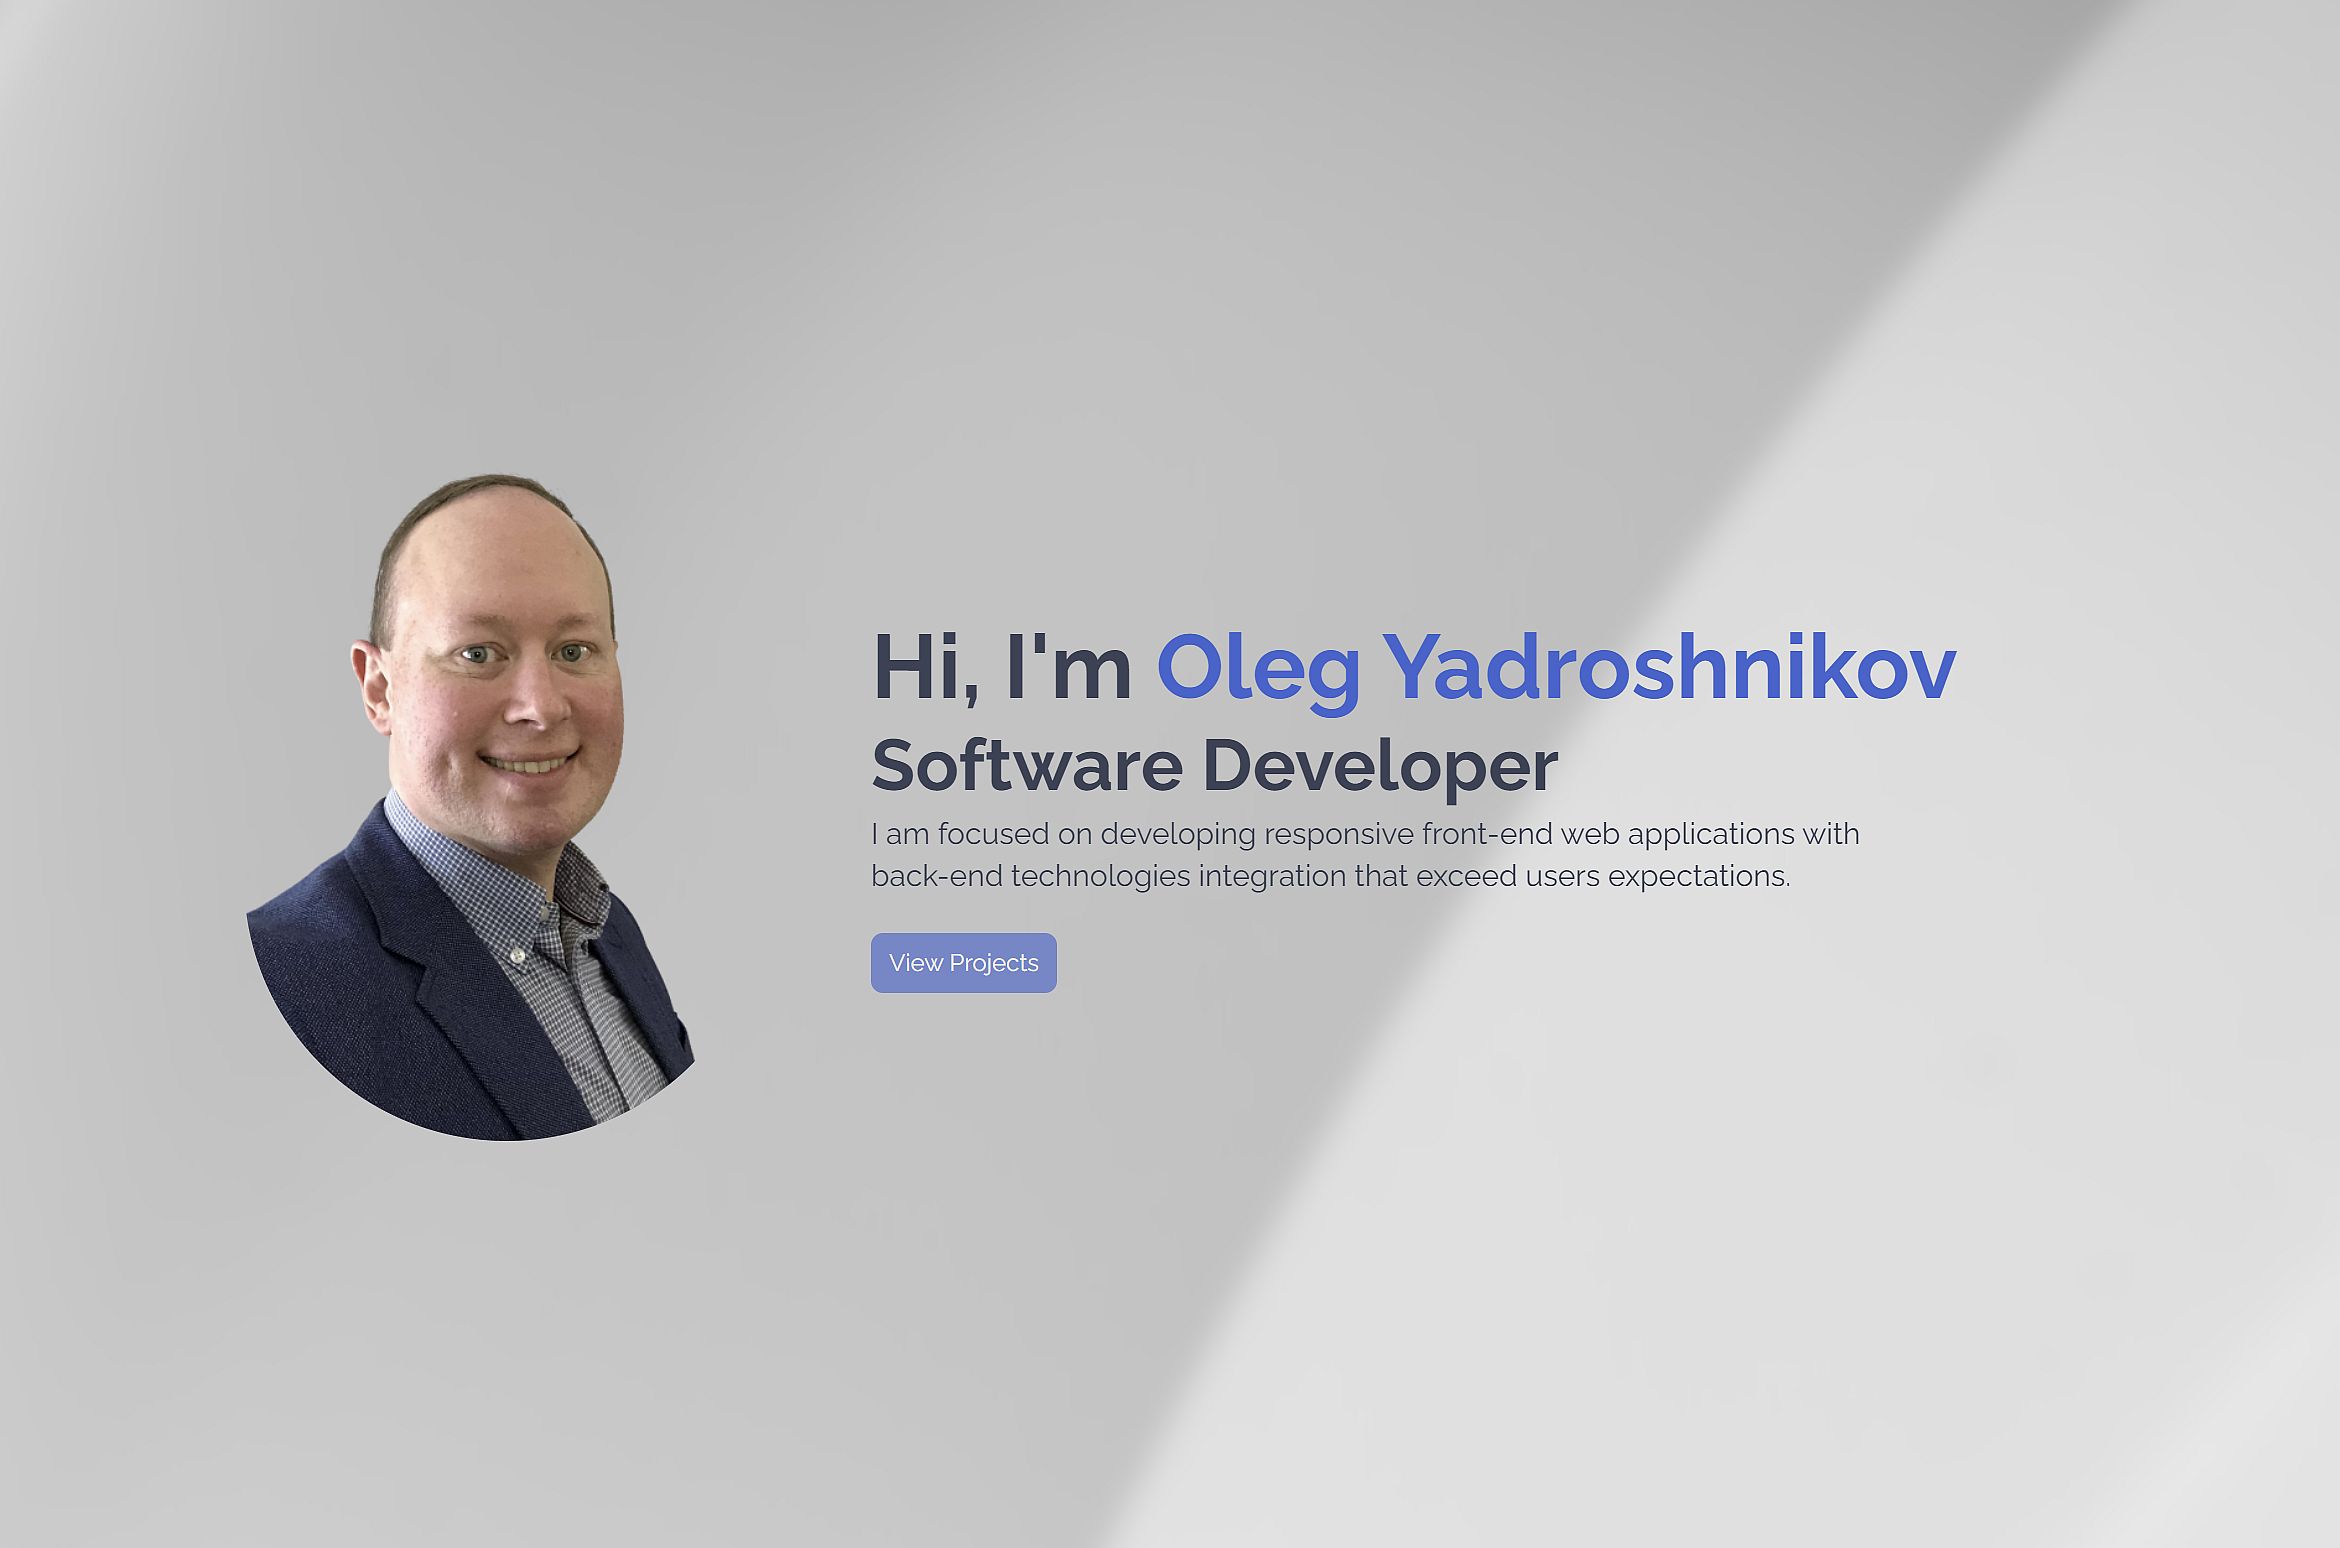 Hi, I'm Oleg Yadroshnikov
Software Developer
I am focused on developing responsive front-end web applications with
back-end technologies integration that exceed users expectations.
View Projects